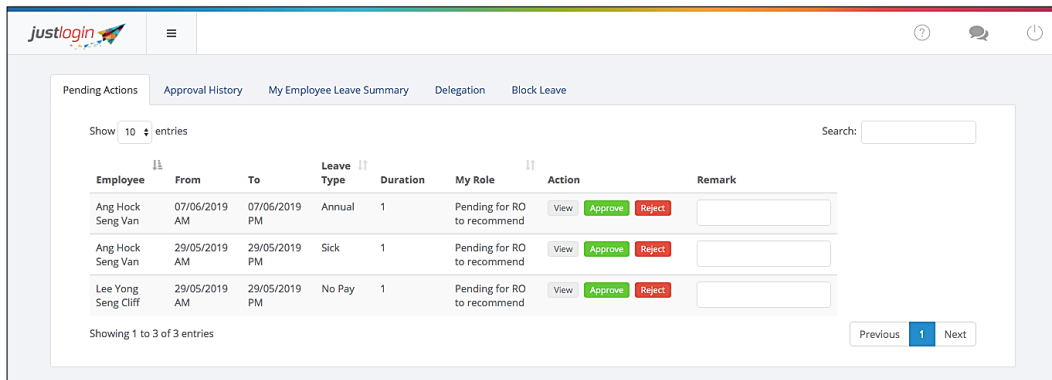 justlogin
Pending Actions Approval History My Employee Leave Summary Delegation Block Leave
Show 10 entries Search:
Employee From To Leave Type Duration My Role Action Remark
Ang Hock Seng Van 07/06/2019 AM 07/06/2019 PM Annual 1 Pending for RO to recommend View Approve Reject
Ang Hock Seng Van 29/05/2019 AM 29/05/2019 PM Sick 1 Pending for RO to recommend View Approve Reject
Lee Yong Seng Cliff 29/05/2019 AM 29/05/2019 PM No Pay 1 Pending for RO to recommend View Approve Reject
Showing 1 to 3 of 3 entries Previous 1 Next